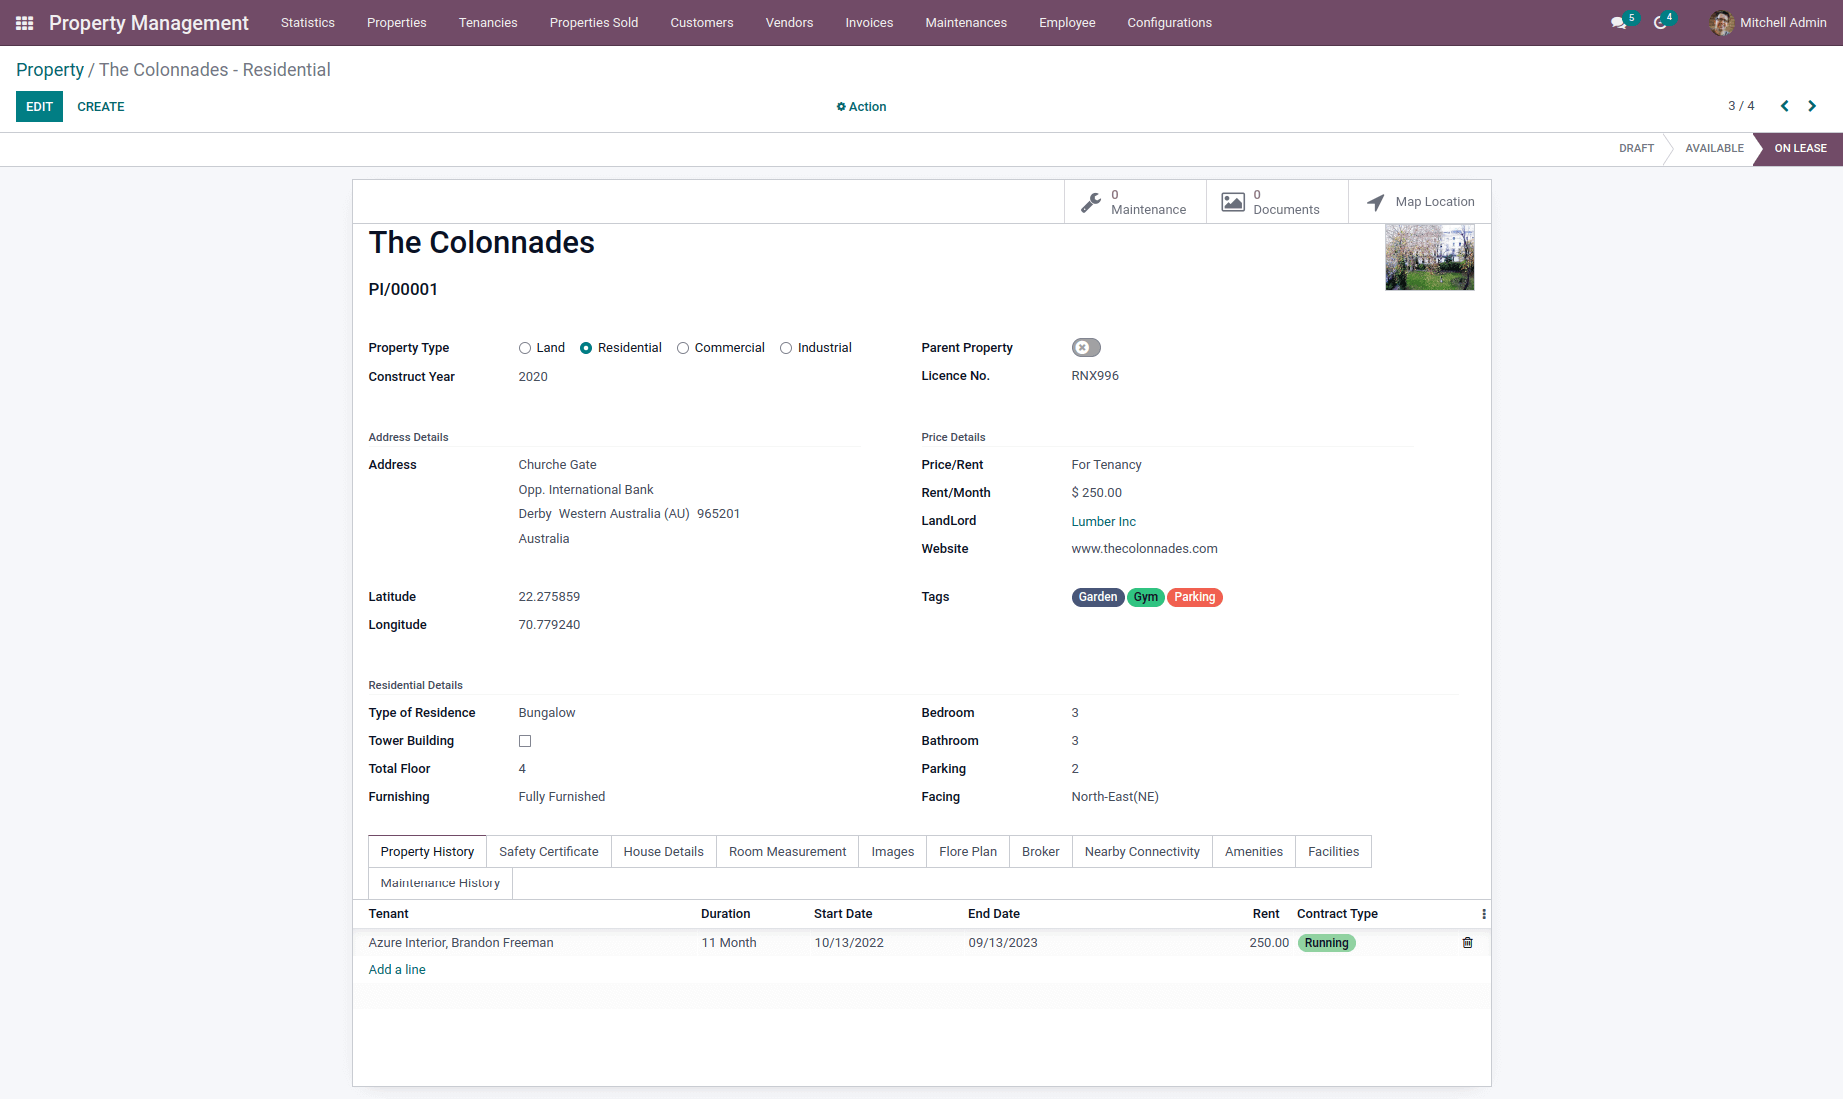 Property Management Statistics Properties Tenancies Properties Sold Customers Vendors Invoices Maintenances Employee Configurations 5 4 Mitchell Admin
Property / The Colonnades - Residential
EDIT CREATE Action 3 / 4
DRAFT AVAILABLE ON LEASE
0 Maintenance
0 Documents
Map Location
The Colonnades
PI/00001
Property Type Land Residential Commercial Industrial
Parent Property
Construct Year 2020
Licence No. RNX996
Address Details
Address Churche Gate
Opp. International Bank
Derby Western Australia (AU) 965201
Australia
Latitude 22.275859
Longitude 70.779240
Price Details
Price/Rent For Tenancy
Rent/Month $ 250.00
LandLord Lumber Inc
Website www.thecolonnades.com
Tags Garden Gym Parking
Residential Details
Type of Residence Bungalow
Tower Building
Total Floor 4
Furnishing Fully Furnished
Bedroom 3
Bathroom 3
Parking 2
Facing North-East(NE)
Property History Safety Certificate House Details Room Measurement Images Flore Plan Broker Nearby Connectivity Amenities Facilities
Maintenance History
Tenant Duration Start Date End Date Rent Contract Type
Azure Interior, Brandon Freeman 11 Month 10/13/2022 09/13/2023 250.00 Running
Add a line